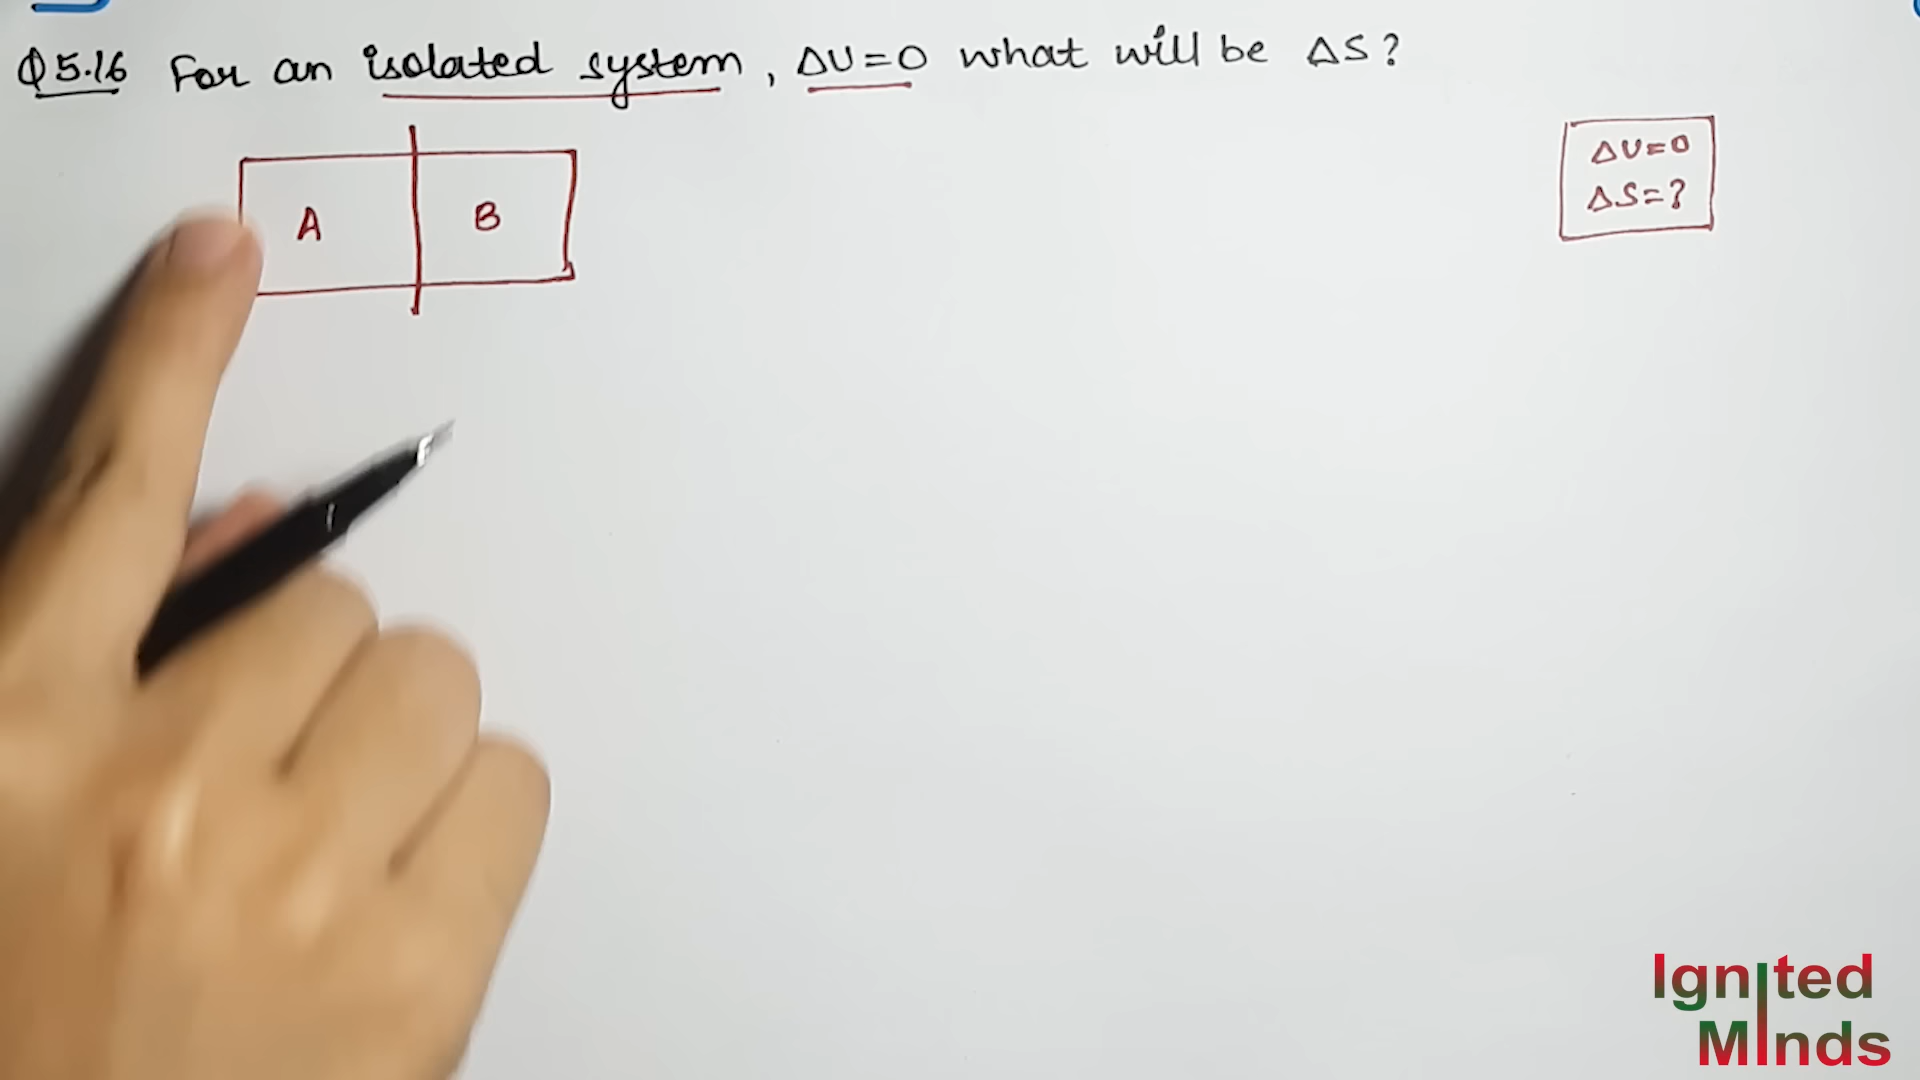 Q 5.16 For an isolated system, ΔU=0 what will be ΔS?
A
B
ΔU=0
ΔS=?
Ignited
Minds